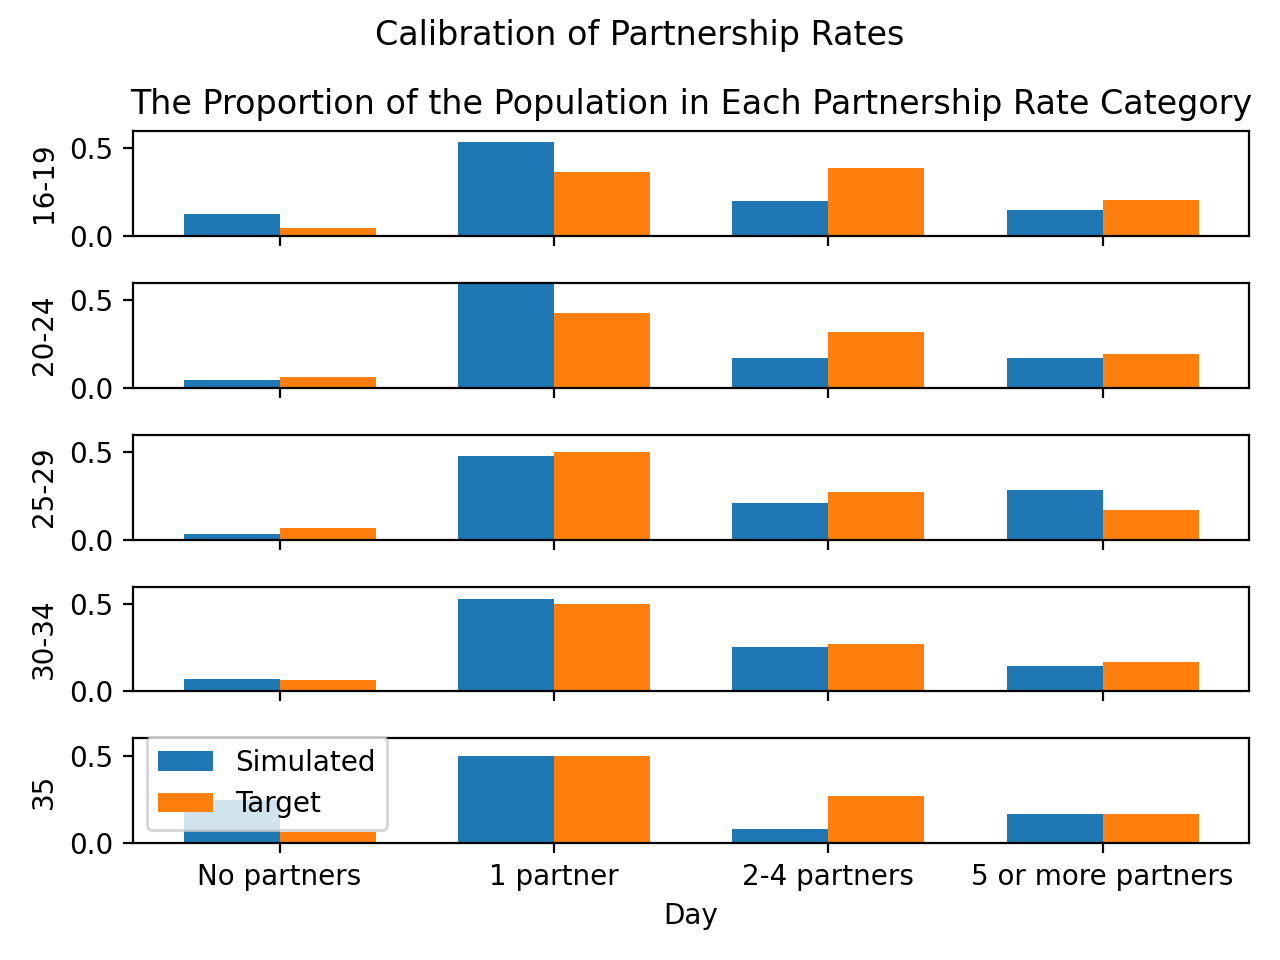 Calibration of Partnership Rates
The Proportion of the Population in Each Partnership Rate Category
0.5
16-19
0.0
0.5
20-24
0.0
0.5
25-29
0.0
0.5
30-34
0.0
0.5
35
0.0
Simulated
Target
No partners 1 partner 2-4 partners 5 or more partners
Day